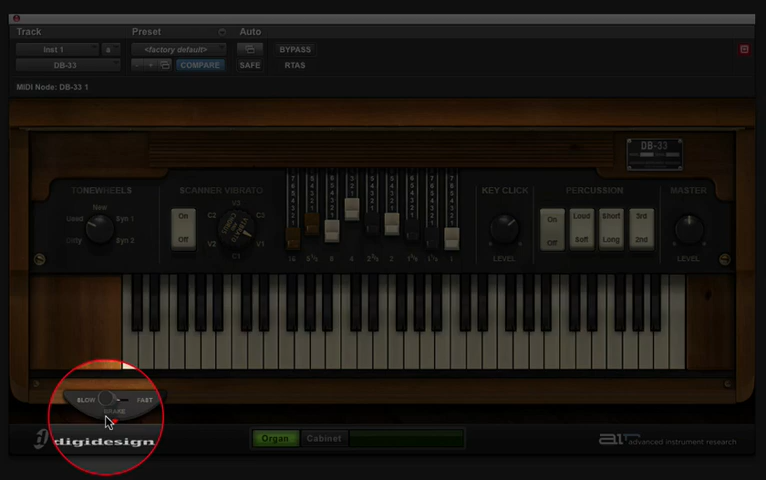 Track Preset Auto
Inst 1 a <factory default>
DB-33 - + COMPARE SAFE BYPASS RTAS
MIDI Node: DB-33 1
DB-33
TONEWHEELS SCANNER VIBRATO KEY CLICK PERCUSSION MASTER
New
Used Syn 1
Dirty Syn 2
On
Off
V3
C2 C3
V2 V1
C1
On Loud Short 3rd
Off Soft Long 2nd
LEVEL LEVEL
16 5⅓ 8 4 2⅔ 2 1⅗ 1⅓ 1
SLOW FAST
BRAKE
digidesign
Organ Cabinet
air advanced instrument research